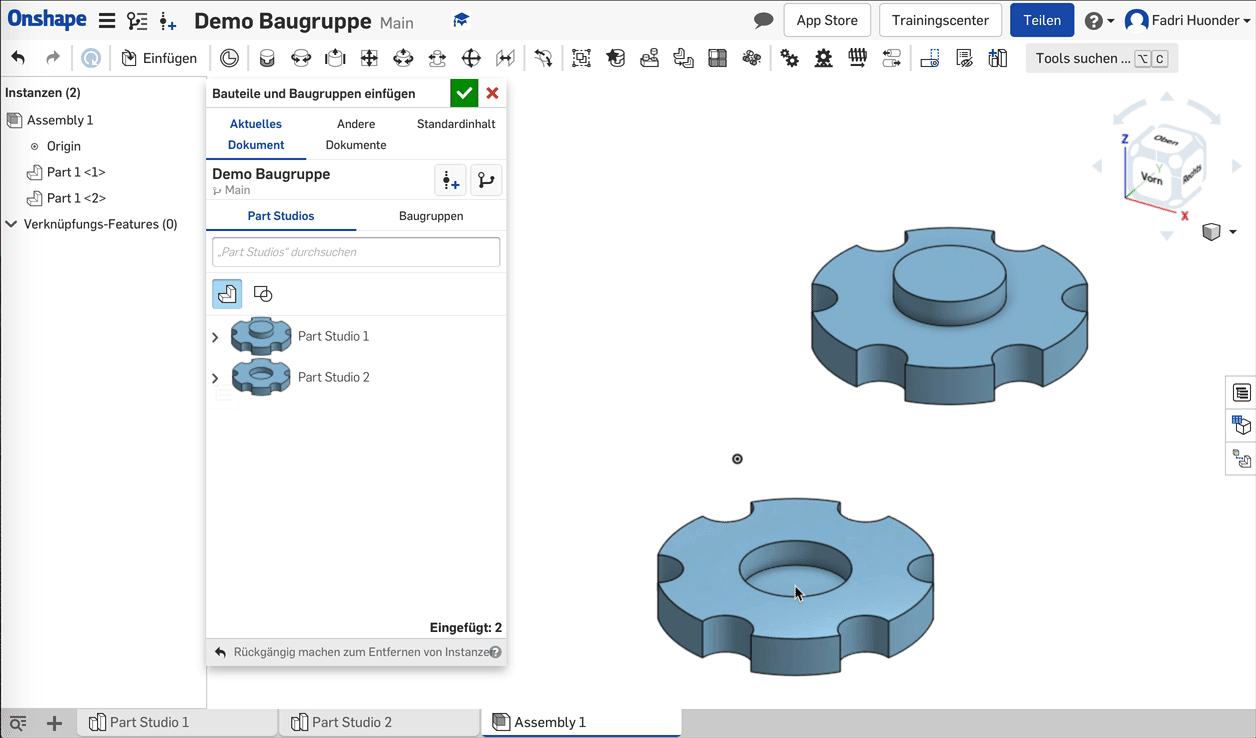 Onshape Demo Baugruppe Main App Store Trainingscenter Teilen Fadri Huonder
Einfügen Tools suchen ... ⌥ C
Instanzen (2)
Assembly 1
Origin
Part 1 <1>
Part 1 <2>
Verknüpfungs-Features (0)
Bauteile und Baugruppen einfügen
Aktuelles Dokument
Andere Dokumente
Standardinhalt
Demo Baugruppe
Main
Part Studios Baugruppen
„Part Studios“ durchsuchen
Part Studio 1
Part Studio 2
Eingefügt: 2
Rückgängig machen zum Entfernen von Instanze
Z
Oben
Y
Vorn
Rechts
X
Part Studio 1 Part Studio 2 Assembly 1